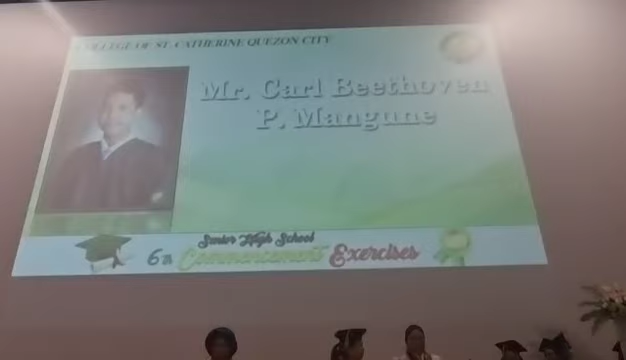 COLLEGE OF ST. CATHERINE QUEZON CITY
Mr. Carl Beethoven
P. Mangune
Senior High School
6th Commencement Exercises